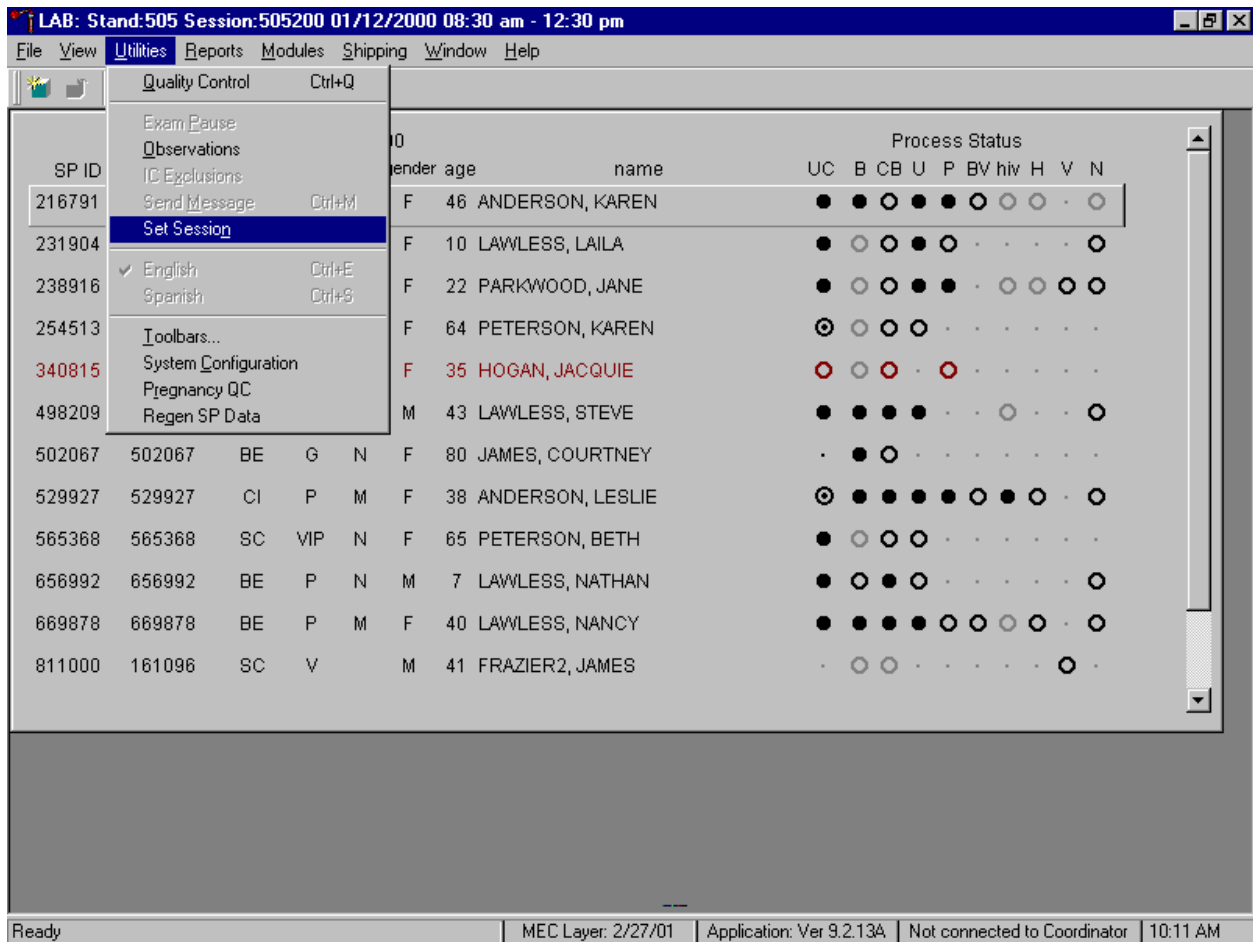 LAB: Stand:505 Session:505200 01/12/2000 08:30 am - 12:30 pm
File View Utilities Reports Modules Shipping Window Help
Quality Control Ctrl+Q
Exam Pause
Observations
IC Exclusions
Send Message Ctrl+M
Set Session
English Ctrl+E
Spanish Ctrl+S
Toolbars...
System Configuration
Pregnancy QC
Regen SP Data
Process Status
SP ID gender age name UC B CB U P BV hiv H V N
216791 F 46 ANDERSON, KAREN
231904 F 10 LAWLESS, LAILA
238916 F 22 PARKWOOD, JANE
254513 F 64 PETERSON, KAREN
340815 F 35 HOGAN, JACQUIE
498209 M 43 LAWLESS, STEVE
502067 502067 BE G N F 80 JAMES, COURTNEY
529927 529927 CI P M F 38 ANDERSON, LESLIE
565368 565368 SC VIP N F 65 PETERSON, BETH
656992 656992 BE P N M 7 LAWLESS, NATHAN
669878 669878 BE P M F 40 LAWLESS, NANCY
811000 161096 SC V M 41 FRAZIER2, JAMES
Ready MEC Layer: 2/27/01 Application: Ver 9.2.13A Not connected to Coordinator 10:11 AM